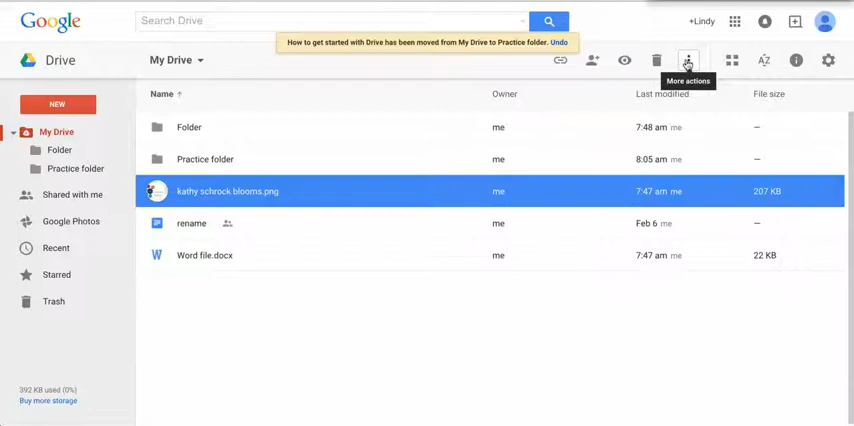 Google
Search Drive
+Lindy
How to get started with Drive has been moved from My Drive to Practice folder. Undo
Drive
My Drive
More actions
NEW
Name
Owner
Last modified
File size
My Drive
Folder
Practice folder
Shared with me
Google Photos
Recent
Starred
Trash
Folder me 7:48 am me —
Practice folder me 8:05 am me —
kathy schrock blooms.png me 7:47 am me 207 KB
rename me Feb 6 me —
W Word file.docx me 7:47 am me 22 KB
AZ
392 KB used (0%)
Buy more storage